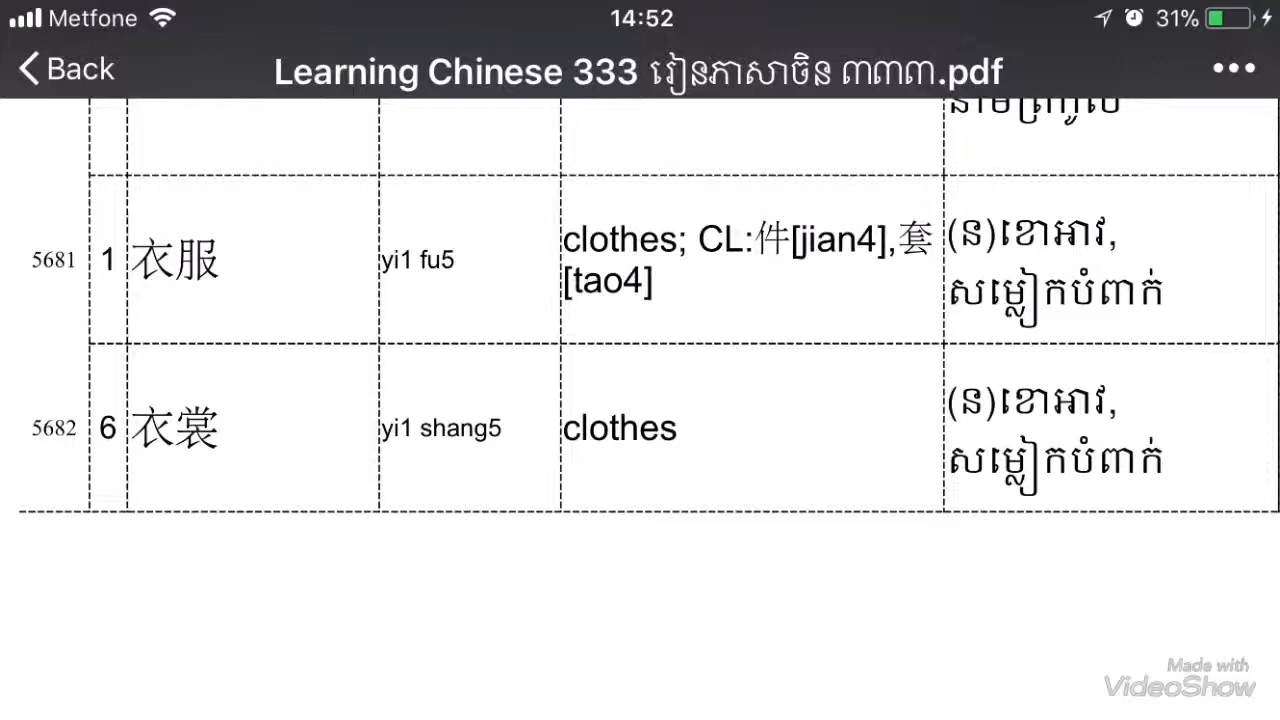 Metfone 14:52 31%
Back Learning Chinese 333 រៀនភាសាចិន ៣៣៣.pdf •••
5681 1 衣服 yi1 fu5 clothes; CL:件[jian4],套 (ន)ខោអាវ,
[tao4] សម្លៀកបំពាក់
5682 6 衣裳 yi1 shang5 clothes (ន)ខោអាវ,
សម្លៀកបំពាក់
Made with
VideoShow